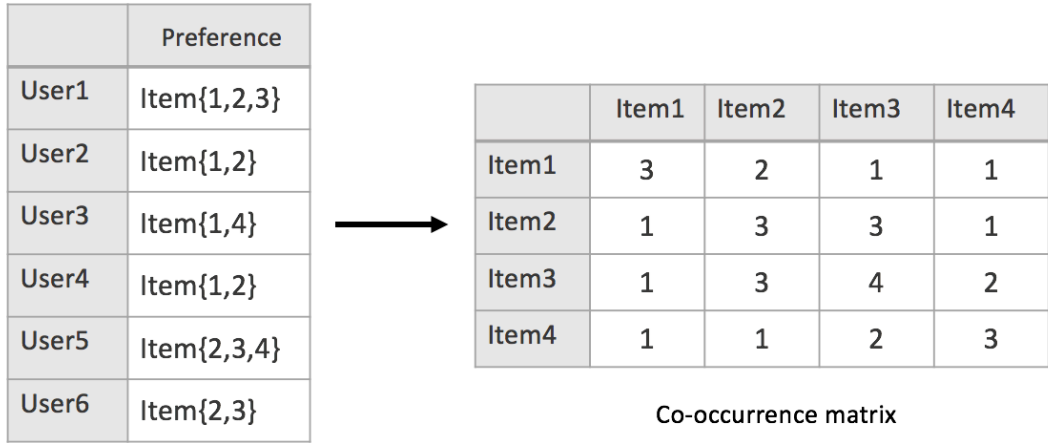 Preference
User1 Item{1,2,3}
User2 Item{1,2}
User3 Item{1,4}
User4 Item{1,2}
User5 Item{2,3,4}
User6 Item{2,3}
Item1 Item2 Item3 Item4
Item1 3 2 1 1
Item2 1 3 3 1
Item3 1 3 4 2
Item4 1 1 2 3
Co-occurrence matrix